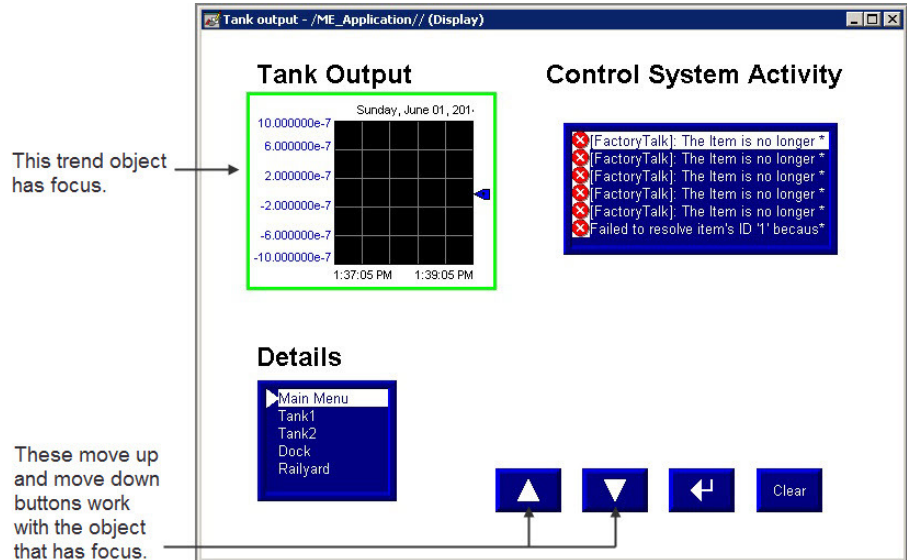 Tank output - /ME_Application// (Display)
Tank Output
Control System Activity
Sunday, June 01, 201
10.000000e-7
6.000000e-7
2.000000e-7
-2.000000e-7
-6.000000e-7
-10.000000e-7
1:37:05 PM 1:39:05 PM
[FactoryTalk]: The Item is no longer *
[FactoryTalk]: The Item is no longer *
[FactoryTalk]: The Item is no longer *
[FactoryTalk]: The Item is no longer *
[FactoryTalk]: The Item is no longer *
Failed to resolve item's ID '1' becaus*
This trend object
has focus.
Details
Main Menu
Tank1
Tank2
Dock
Railyard
These move up
and move down
buttons work
with the object
that has focus.
Clear